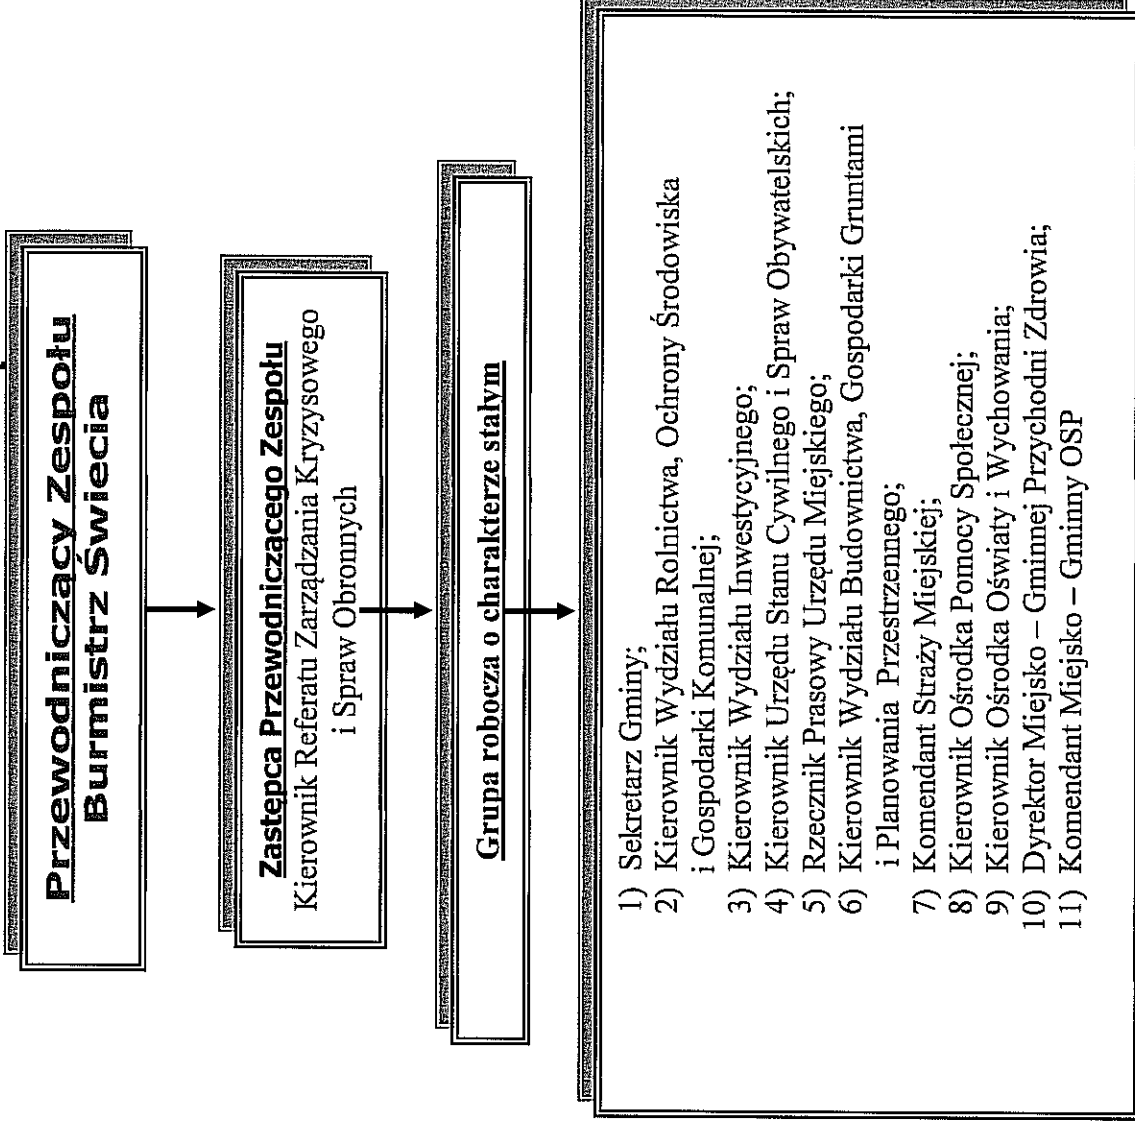 Przewodniczący Zespołu
Burmistrz Świecia
Zastępca Przewodniczącego Zespołu
Kierownik Referatu Zarządzania Kryzysowego
i Spraw Obronnych
Grupa robocza o charakterze stałym
1) Sekretarz Gminy;
2) Kierownik Wydziału Rolnictwa, Ochrony Środowiska
i Gospodarki Komunalnej;
3) Kierownik Wydziału Inwestycyjnego;
4) Kierownik Urzędu Stanu Cywilnego i Spraw Obywatelskich;
5) Rzecznik Prasowy Urzędu Miejskiego;
6) Kierownik Wydziału Budownictwa, Gospodarki Gruntami
i Planowania Przestrzennego;
7) Komendant Straży Miejskiej;
8) Kierownik Ośrodka Pomocy Społecznej;
9) Kierownik Ośrodka Oświaty i Wychowania;
10) Dyrektor Miejsko – Gminnej Przychodni Zdrowia;
11) Komendant Miejsko – Gminny OSP